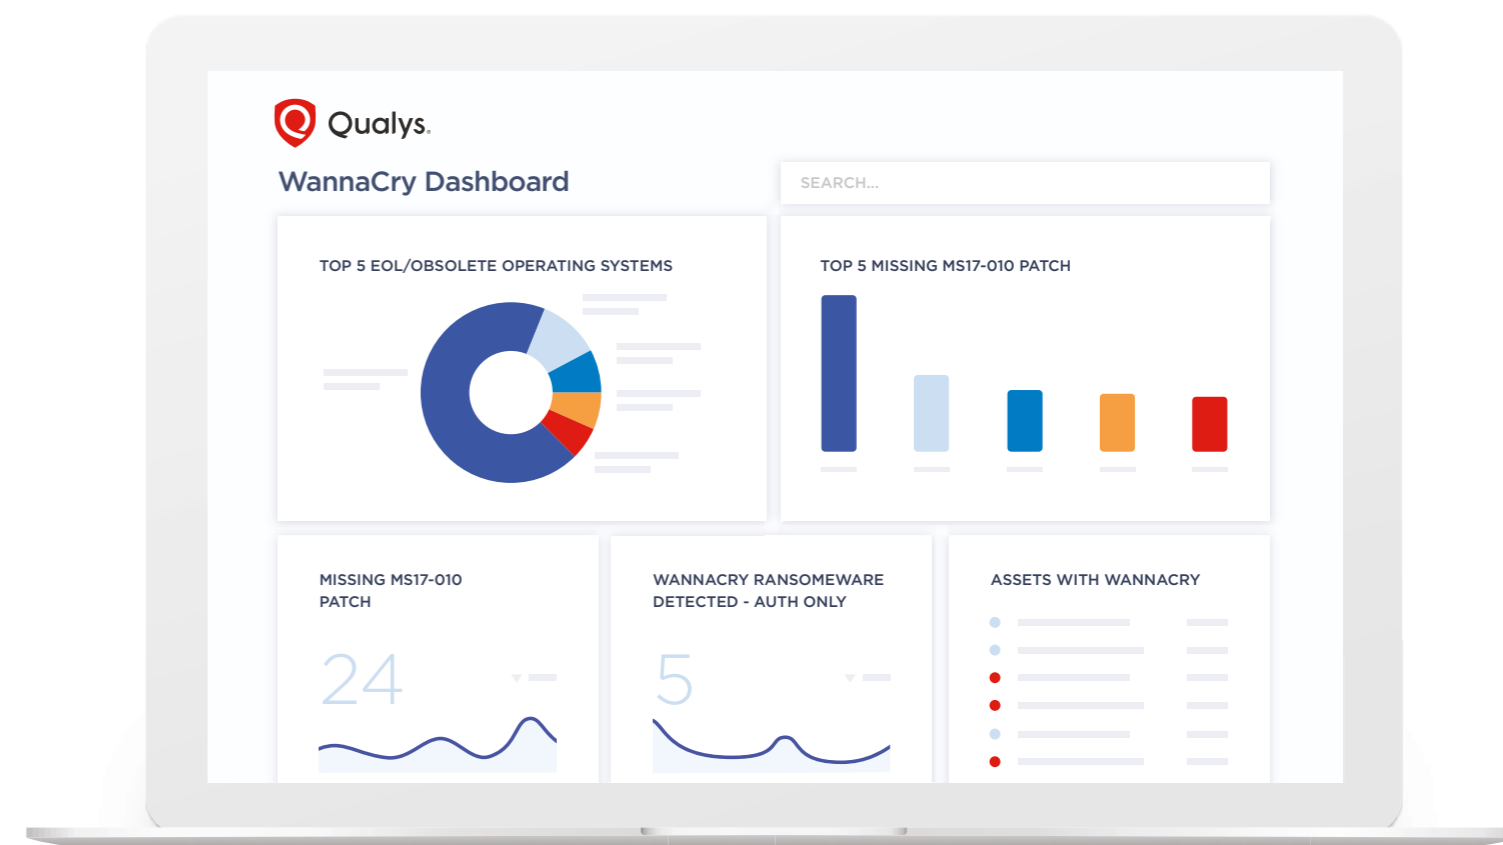 Qualys.
WannaCry Dashboard
SEARCH...
TOP 5 EOL/OBSOLETE OPERATING SYSTEMS
TOP 5 MISSING MS17-010 PATCH
MISSING MS17-010
PATCH
24
WANNACRY RANSOMEWARE
DETECTED - AUTH ONLY
5
ASSETS WITH WANNACRY